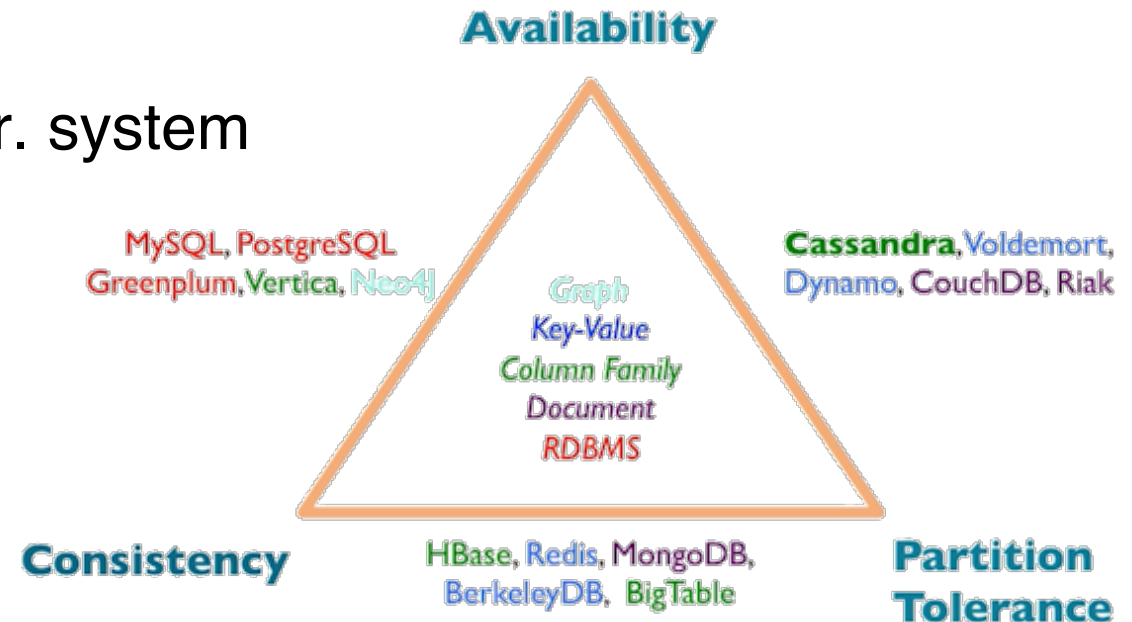 Availability
r. system
MySQL, PostgreSQL
Greenplum, Vertica, Neo4J
Cassandra, Voldemort,
Dynamo, CouchDB, Riak
Graph
Key-Value
Column Family
Document
RDBMS
Consistency
HBase, Redis, MongoDB,
BerkeleyDB, BigTable
Partition
Tolerance